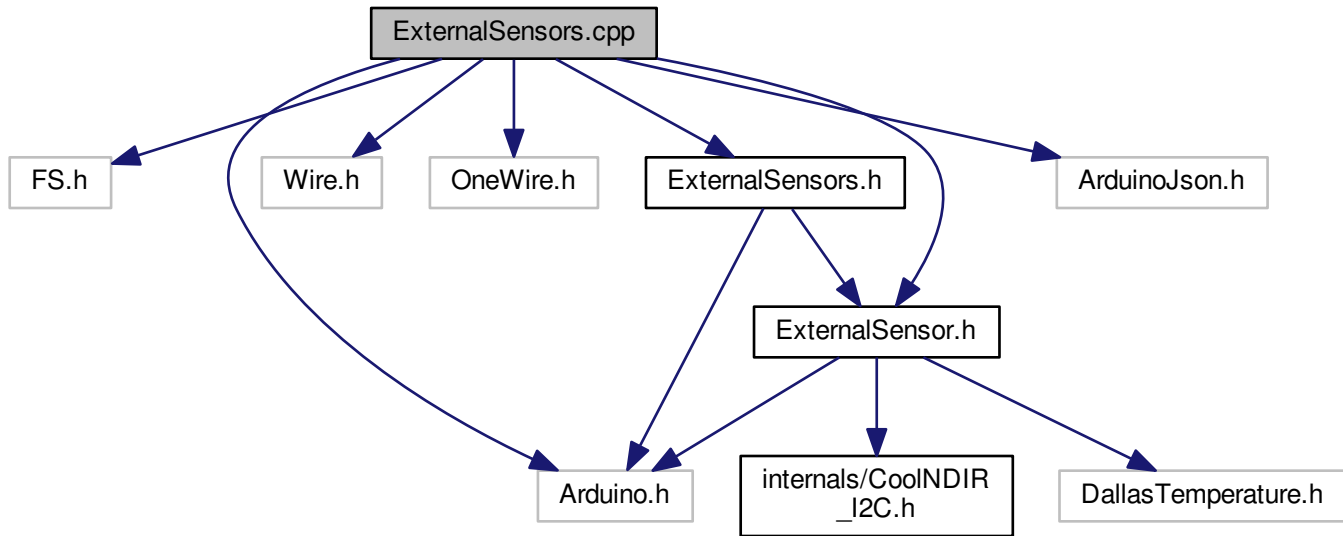 ExternalSensors.cpp
FS.h
Wire.h
OneWire.h
ExternalSensors.h
ArduinoJson.h
ExternalSensor.h
Arduino.h
internals/CoolNDIR
_I2C.h
DallasTemperature.h